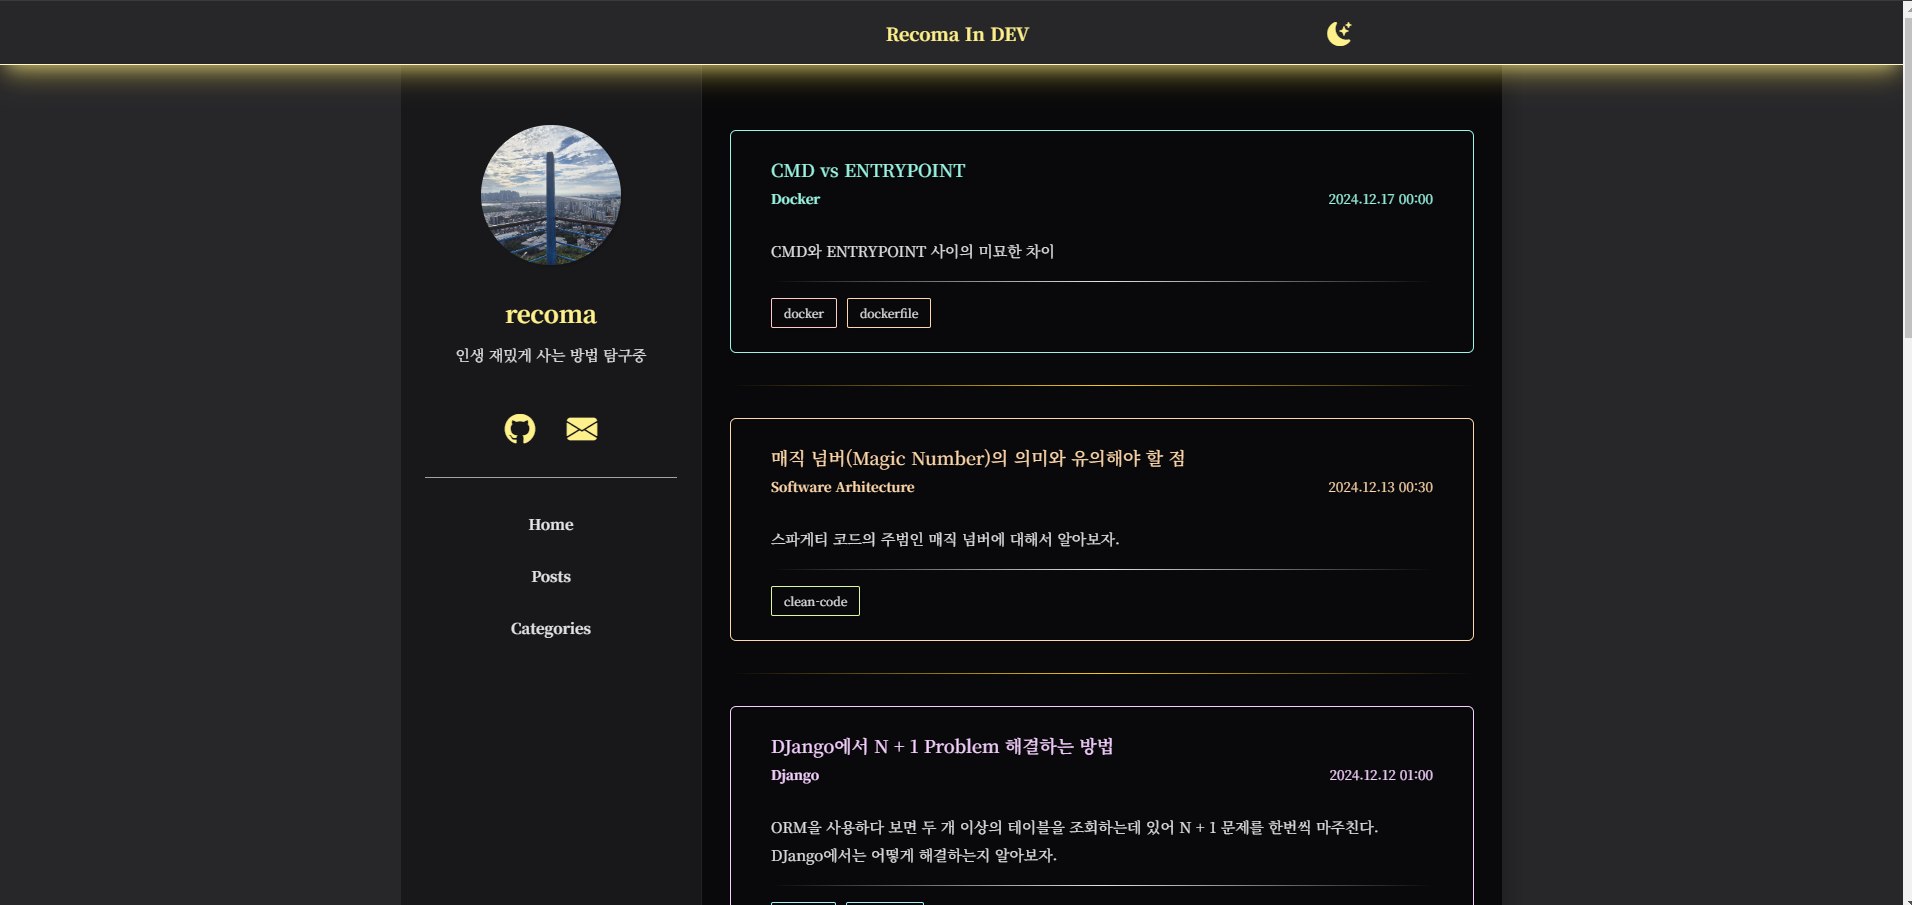 Recoma In DEV
recoma
인생 재밌게 사는 방법 탐구중
Home
Posts
Categories
CMD vs ENTRYPOINT
Docker 2024.12.17 00:00
CMD와 ENTRYPOINT 사이의 미묘한 차이
docker dockerfile
매직 넘버(Magic Number)의 의미와 유의해야 할 점
Software Arhitecture 2024.12.13 00:30
스파게티 코드의 주범인 매직 넘버에 대해서 알아보자.
clean-code
DJango에서 N + 1 Problem 해결하는 방법
Django 2024.12.12 01:00
ORM을 사용하다 보면 두 개 이상의 테이블을 조회하는데 있어 N + 1 문제를 한번씩 마주친다.
DJango에서는 어떻게 해결하는지 알아보자.